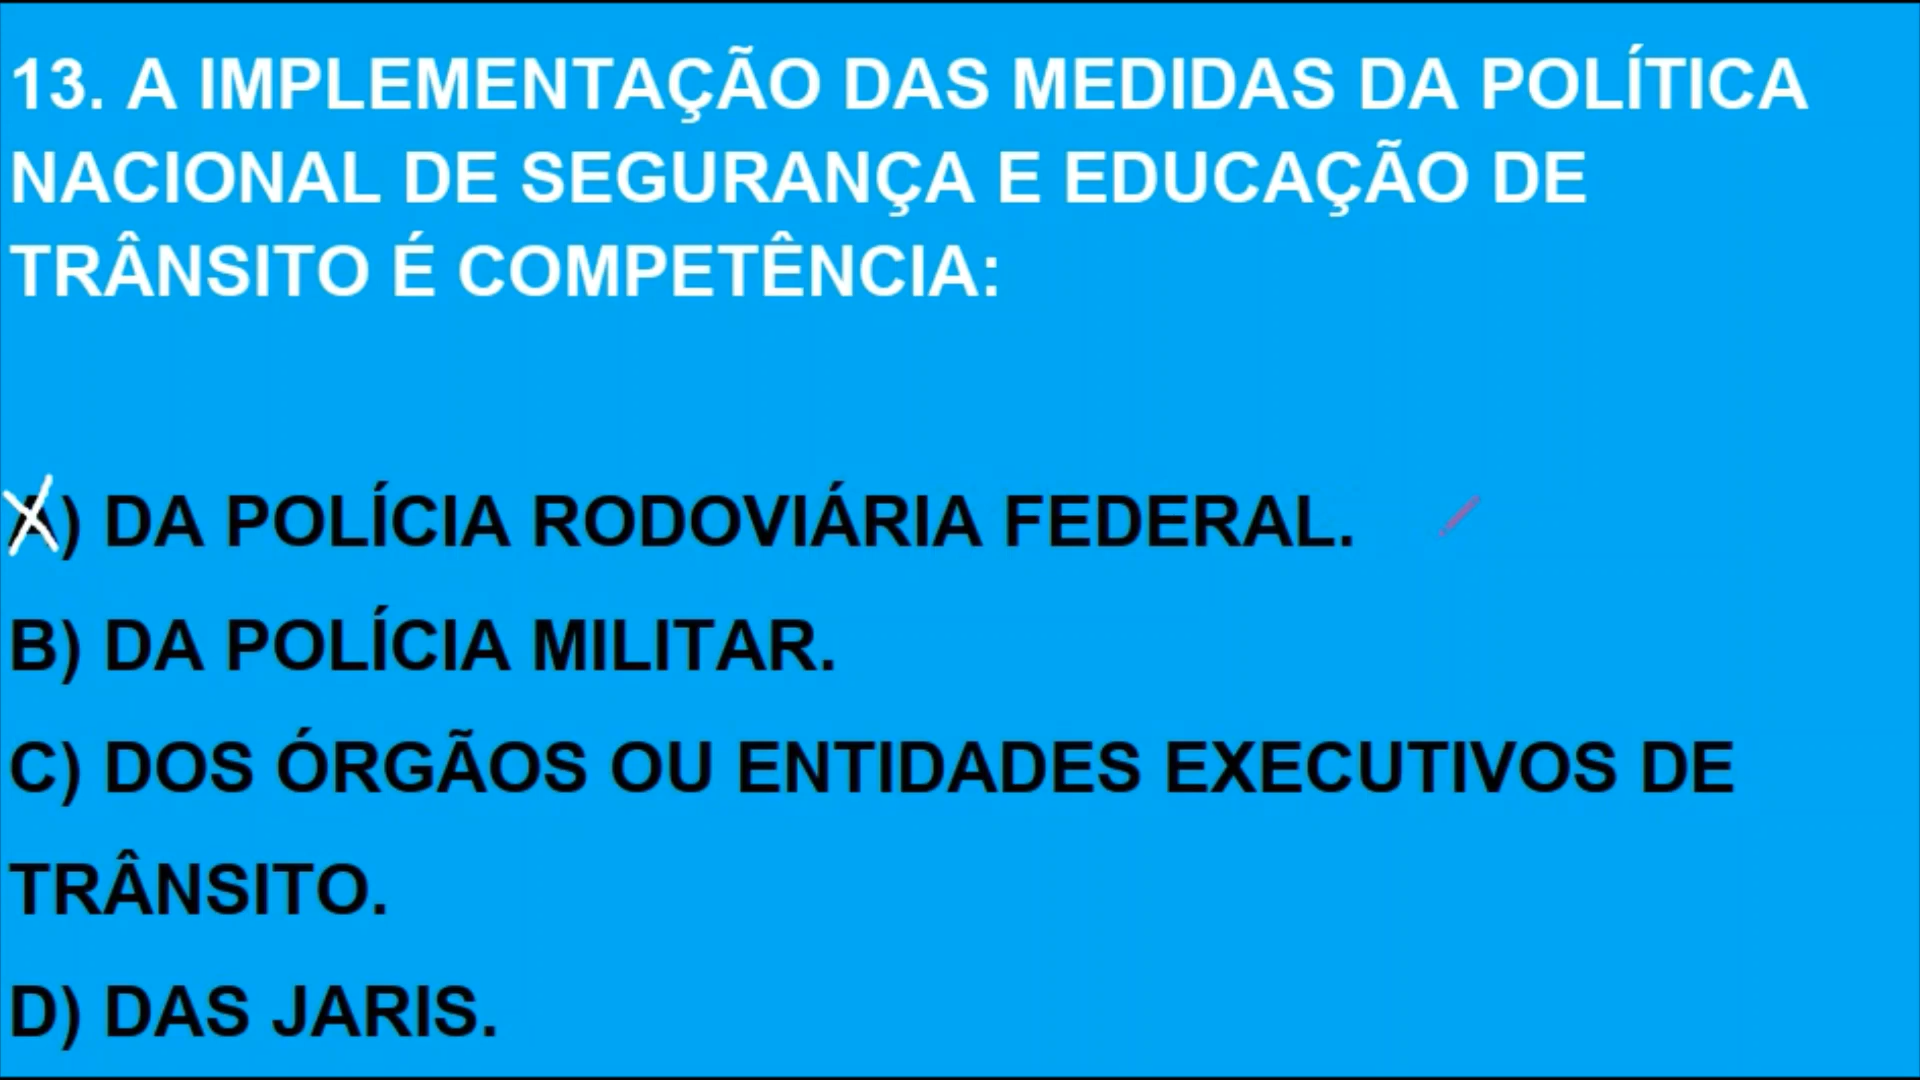 13. A IMPLEMENTAÇÃO DAS MEDIDAS DA POLÍTICA
NACIONAL DE SEGURANÇA E EDUCAÇÃO DE
TRÂNSITO É COMPETÊNCIA:
A) DA POLÍCIA RODOVIÁRIA FEDERAL.
B) DA POLÍCIA MILITAR.
C) DOS ÓRGÃOS OU ENTIDADES EXECUTIVOS DE
TRÂNSITO.
D) DAS JARIS.